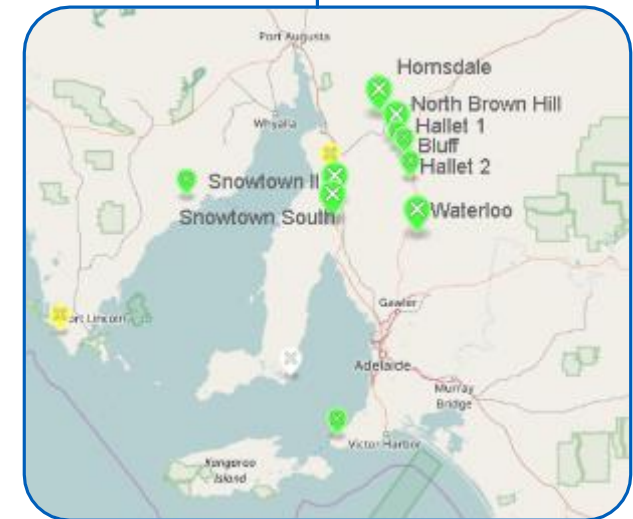 Port Augusta
Hornsdale
North Brown Hill
Whyalla
Hallet 1
Bluff
Hallet 2
Snowtown II
Snowtown South
Waterloo
Gawler
ort Lincoln
Adelaide
Murray
Bridge
Victor Harbor
Kangaroo
Island